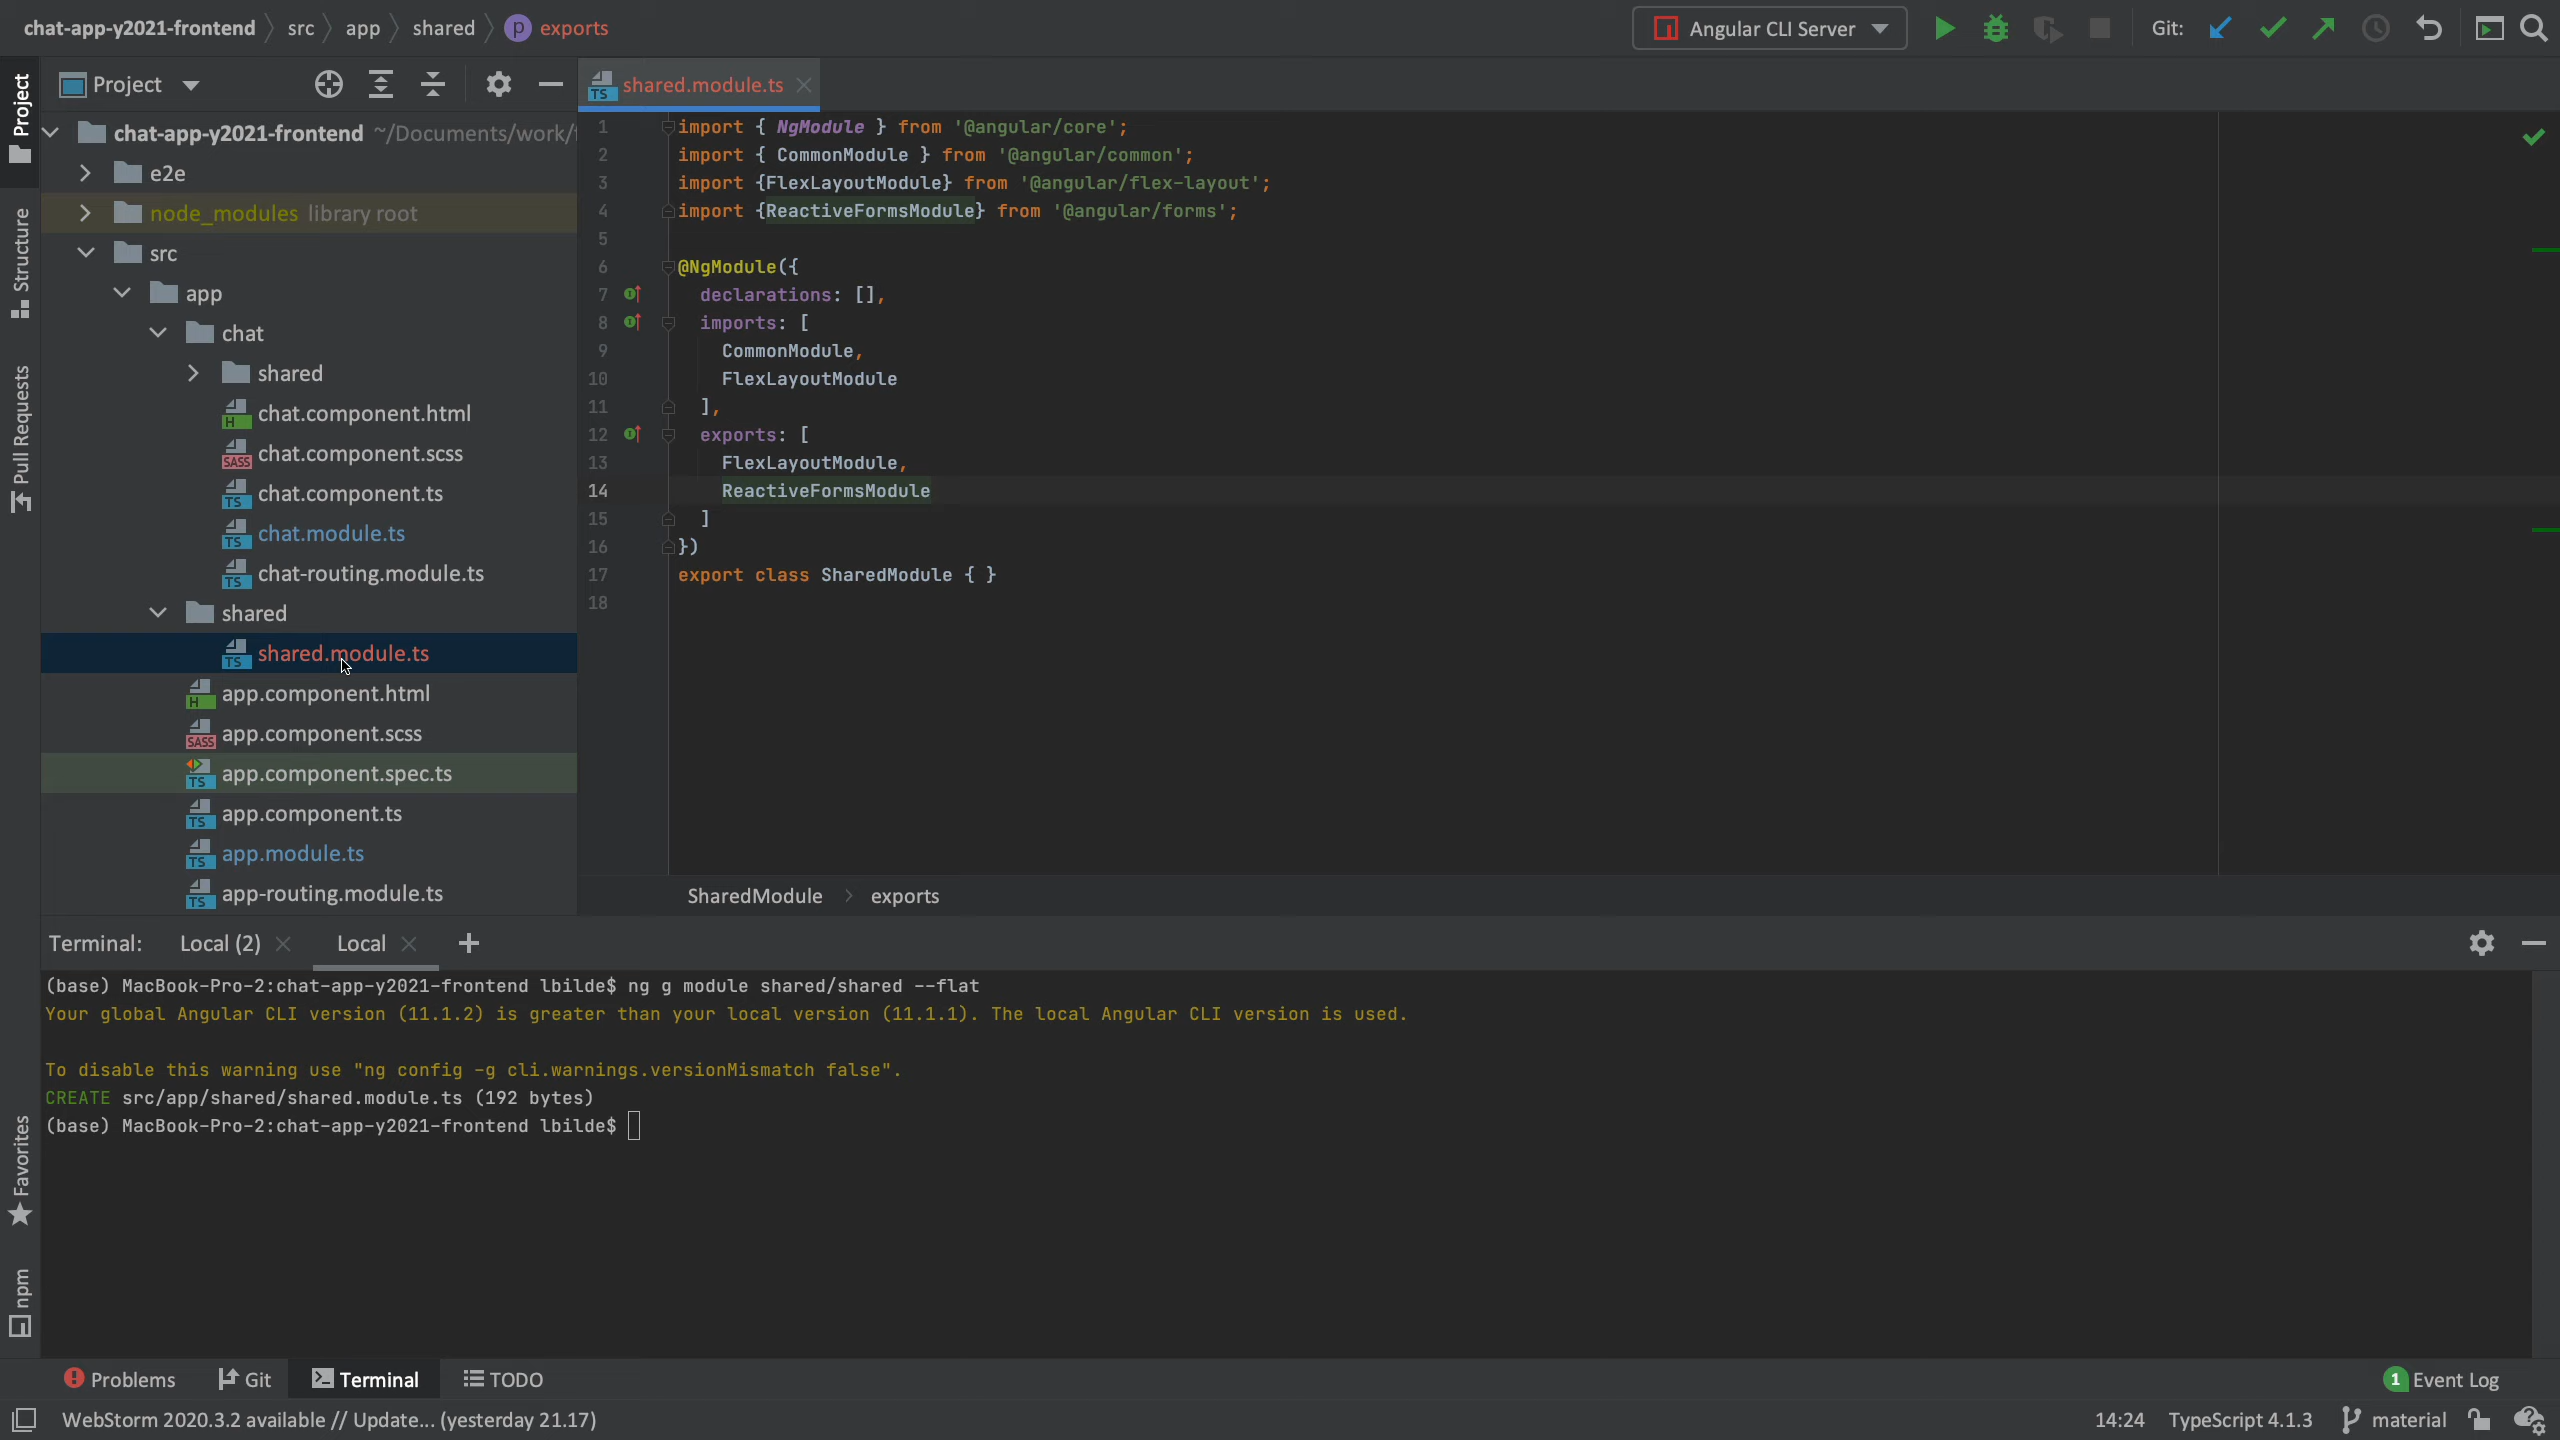 chat-app-y2021-frontend src app shared p exports
Angular CLI Server Git:
Project
shared.module.ts
chat-app-y2021-frontend ~/Documents/work/
e2e
node_modules library root
src
app
chat
shared
chat.component.html
chat.component.scss
chat.component.ts
chat.module.ts
chat-routing.module.ts
shared
shared.module.ts
app.component.html
app.component.scss
app.component.spec.ts
app.component.ts
app.module.ts
app-routing.module.ts
Project
Structure
Pull Requests
Favorites
npm
1 import { NgModule } from '@angular/core';
2 import { CommonModule } from '@angular/common';
3 import {FlexLayoutModule} from '@angular/flex-layout';
4 import {ReactiveFormsModule} from '@angular/forms';
5
6 @NgModule({
7 declarations: [],
8 imports: [
9 CommonModule,
10 FlexLayoutModule
11 ],
12 exports: [
13 FlexLayoutModule,
14 ReactiveFormsModule
15 ]
16 })
17 export class SharedModule { }
18
SharedModule exports
Terminal: Local (2) Local
(base) MacBook-Pro-2:chat-app-y2021-frontend lbilde$ ng g module shared/shared --flat
Your global Angular CLI version (11.1.2) is greater than your local version (11.1.1). The local Angular CLI version is used.
To disable this warning use "ng config -g cli.warnings.versionMismatch false".
CREATE src/app/shared/shared.module.ts (192 bytes)
(base) MacBook-Pro-2:chat-app-y2021-frontend lbilde$
Problems Git Terminal TODO 1 Event Log
WebStorm 2020.3.2 available // Update... (yesterday 21.17) 14:24 TypeScript 4.1.3 material